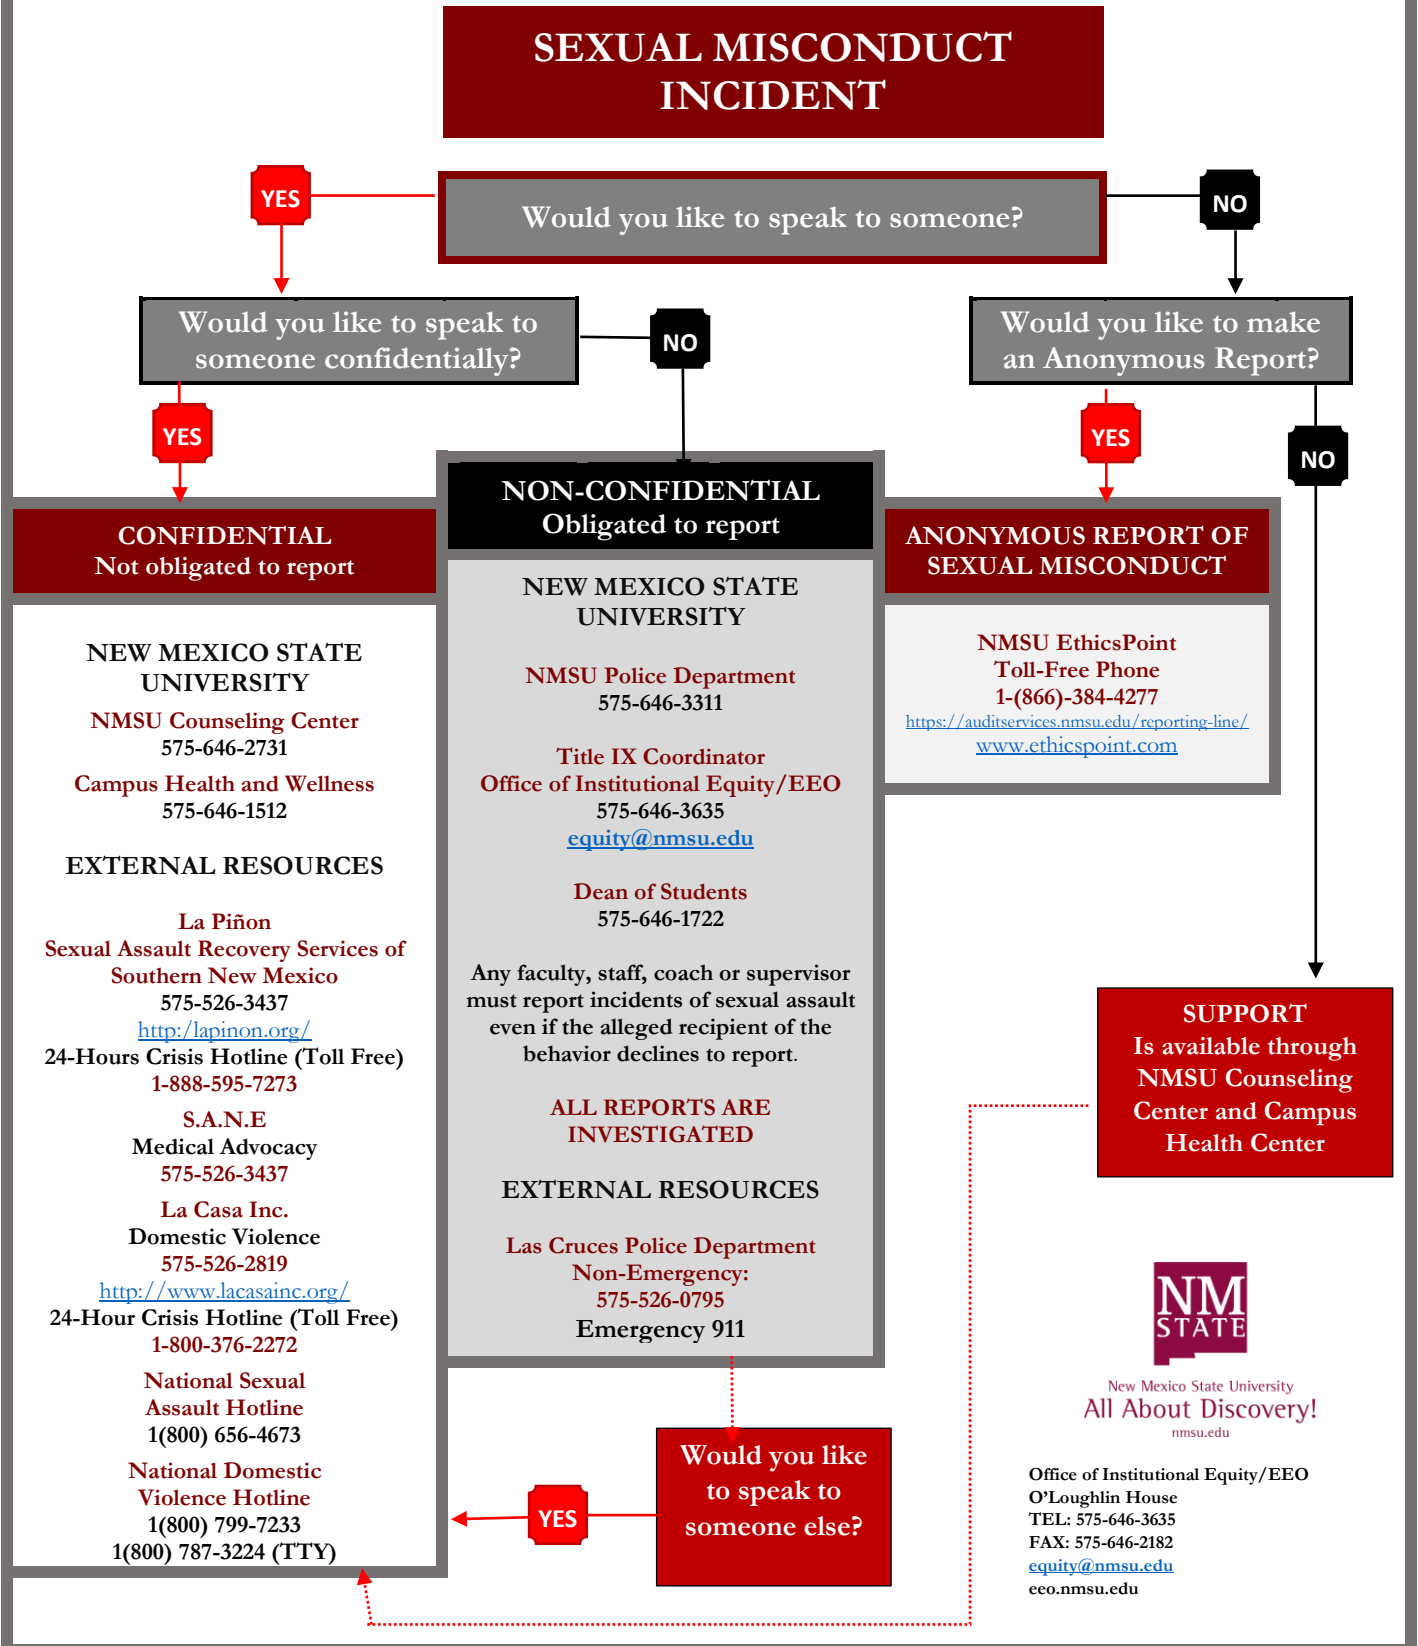 SEXUAL MISCONDUCT
INCIDENT
YES
Would you like to speak to someone?
NO
Would you like to speak to
someone confidentially?
NO
Would you like to make
an Anonymous Report?
YES
YES
NO
CONFIDENTIAL
Not obligated to report
NEW MEXICO STATE
UNIVERSITY
NMSU Counseling Center
575-646-2731
Campus Health and Wellness
575-646-1512
EXTERNAL RESOURCES
La Piñon
Sexual Assault Recovery Services of
Southern New Mexico
575-526-3437
http:/lapinon.org/
24-Hours Crisis Hotline (Toll Free)
1-888-595-7273
S.A.N.E
Medical Advocacy
575-526-3437
La Casa Inc.
Domestic Violence
575-526-2819
http://www.lacasainc.org/
24-Hour Crisis Hotline (Toll Free)
1-800-376-2272
National Sexual
Assault Hotline
1(800) 656-4673
National Domestic
Violence Hotline
1(800) 799-7233
1(800) 787-3224 (TTY)
NON-CONFIDENTIAL
Obligated to report
NEW MEXICO STATE
UNIVERSITY
NMSU Police Department
575-646-3311
Title IX Coordinator
Office of Institutional Equity/EEO
575-646-3635
equity@nmsu.edu
Dean of Students
575-646-1722
Any faculty, staff, coach or supervisor
must report incidents of sexual assault
even if the alleged recipient of the
behavior declines to report.
ALL REPORTS ARE
INVESTIGATED
EXTERNAL RESOURCES
Las Cruces Police Department
Non-Emergency:
575-526-0795
Emergency 911
YES
Would you like
to speak to
someone else?
ANONYMOUS REPORT OF
SEXUAL MISCONDUCT
NMSU EthicsPoint
Toll-Free Phone
1-(866)-384-4277
https://auditservices.nmsu.edu/reporting-line/
www.ethicspoint.com
SUPPORT
Is available through
NMSU Counseling
Center and Campus
Health Center
NM
STATE
New Mexico State University
All About Discovery!
nmsu.edu
Office of Institutional Equity/EEO
O'Loughlin House
TEL: 575-646-3635
FAX: 575-646-2182
equity@nmsu.edu
eeo.nmsu.edu